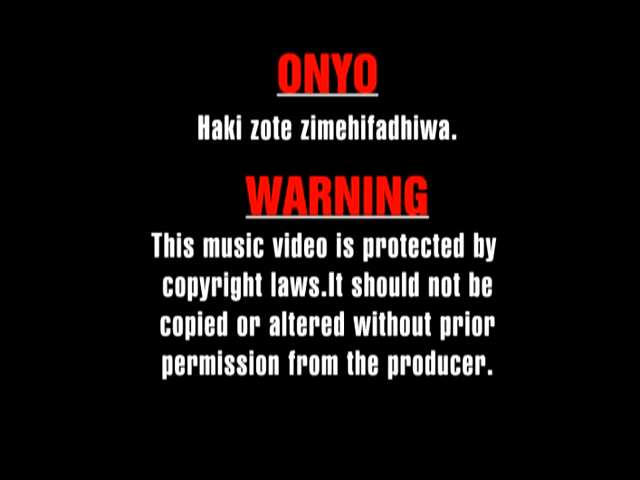 ONYO
Haki zote zimehifadhiwa.
WARNING
This music video is protected by
copyright laws.It should not be
copied or altered without prior
permission from the producer.